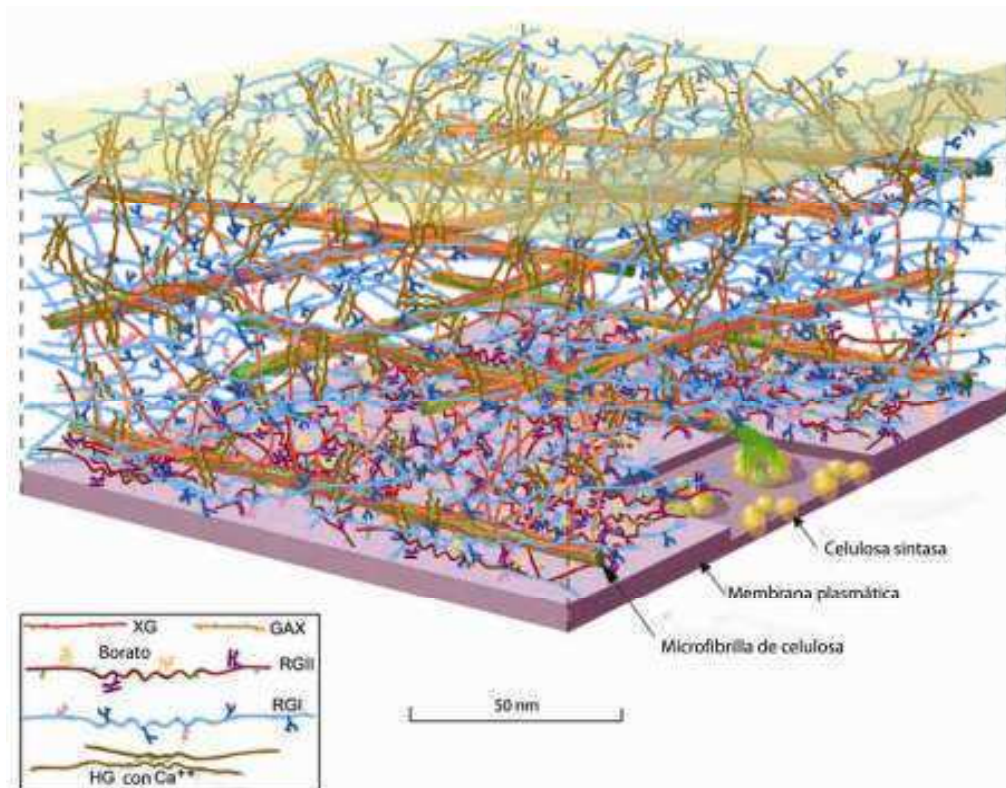 Celulosa sintasa
Membrana plasmática
Microfibrilla de celulosa
XG
GAX
Borato
RGII
RGI
HG con Ca++
50 nm